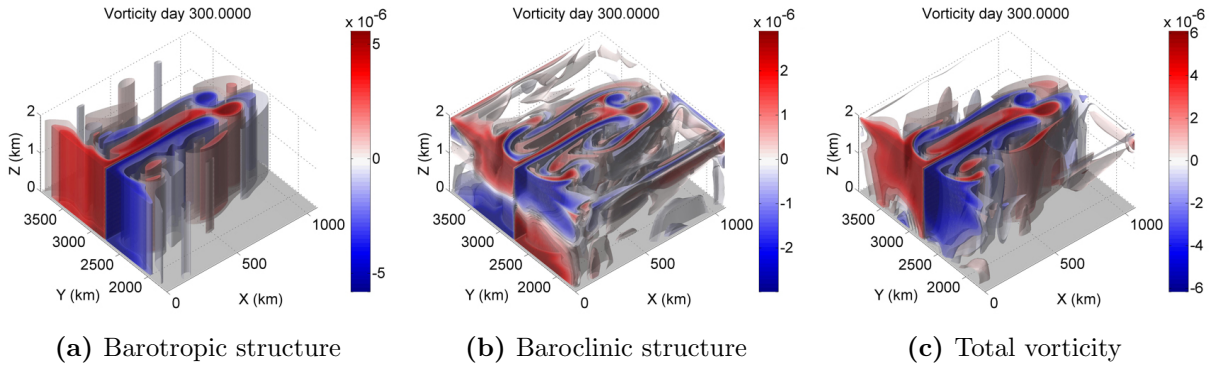 Vorticity day 300.0000
x 10⁻⁶
5
0
-5
2
1
0
Z (km)
3500
3000
2500
2000
Y (km)
0
500
1000
X (km)
(a) Barotropic structure
Vorticity day 300.0000
x 10⁻⁶
2
1
0
-1
-2
2
1
0
Z (km)
3500
3000
2500
2000
Y (km)
0
500
1000
X (km)
(b) Baroclinic structure
Vorticity day 300.0000
x 10⁻⁶
6
4
2
0
-2
-4
-6
2
1
0
Z (km)
3500
3000
2500
2000
Y (km)
0
500
1000
X (km)
(c) Total vorticity